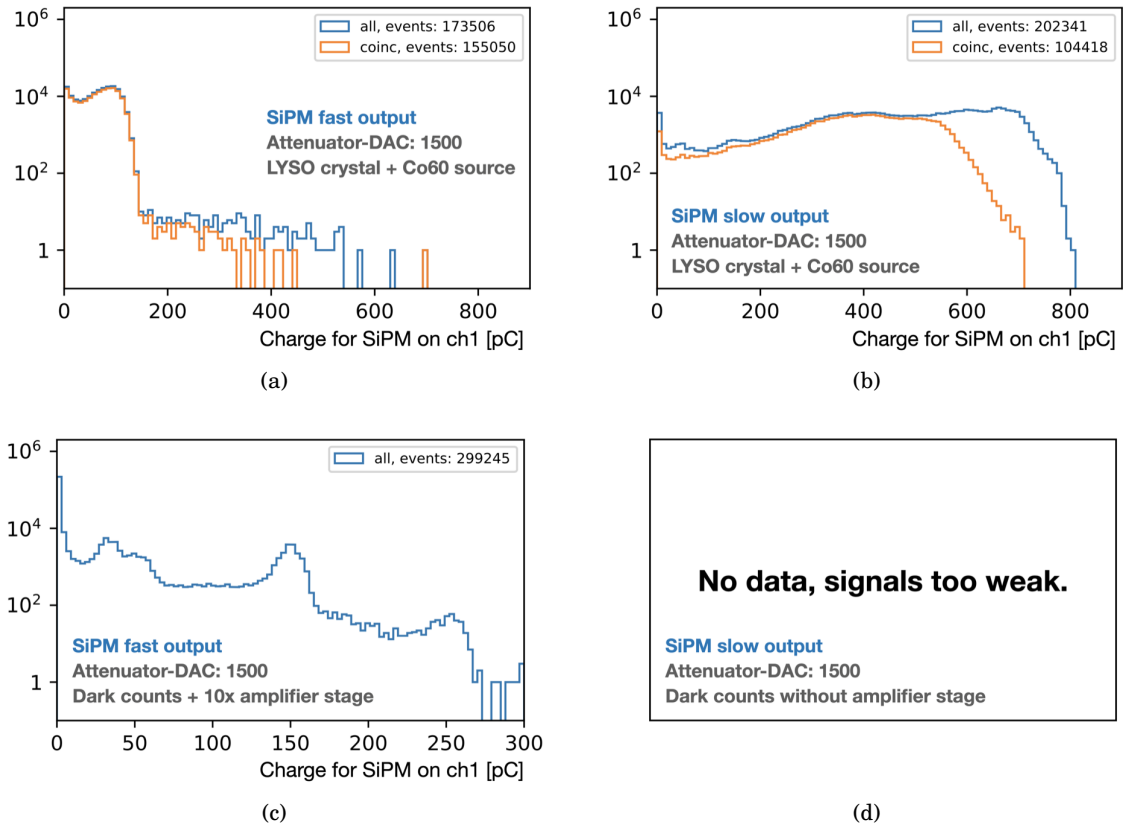 10^6
10^4
10^2
1
all, events: 173506
coinc, events: 155050
SiPM fast output
Attenuator-DAC: 1500
LYSO crystal + Co60 source
0 200 400 600 800
Charge for SiPM on ch1 [pC]
(a)
10^6
10^4
10^2
1
all, events: 202341
coinc, events: 104418
SiPM slow output
Attenuator-DAC: 1500
LYSO crystal + Co60 source
0 200 400 600 800
Charge for SiPM on ch1 [pC]
(b)
10^6
10^4
10^2
1
all, events: 299245
SiPM fast output
Attenuator-DAC: 1500
Dark counts + 10x amplifier stage
0 50 100 150 200 250 300
Charge for SiPM on ch1 [pC]
(c)
No data, signals too weak.
SiPM slow output
Attenuator-DAC: 1500
Dark counts without amplifier stage
(d)